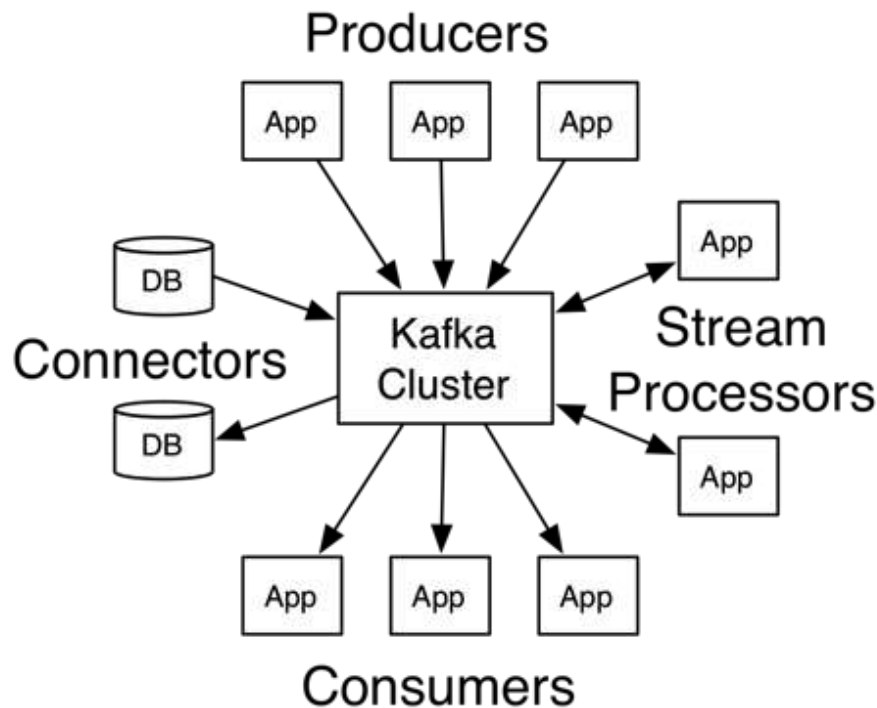 Producers
App
App
App
DB
App
Kafka
Cluster
Stream
Processors
Connectors
DB
App
App
App
App
Consumers